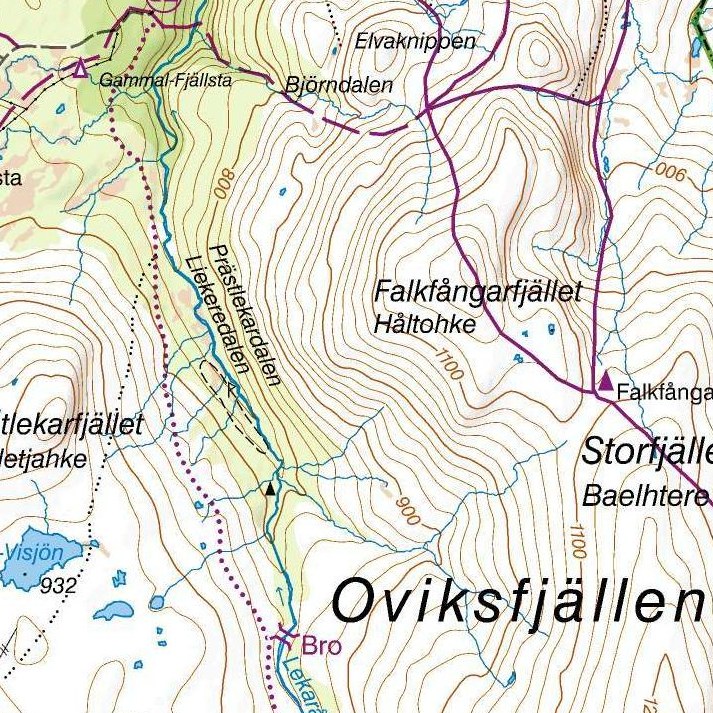 Elvaknippen
Gammal-Fjällsta
Björndalen
sta
800
900
Prästlekardalen
Liekeredalen
Falkfångarfjället
Håltohke
1100
Falkfånga
tlekarfjället
letjahke
Storfjälle
Baelhtere
900
1100
-Visjön
932
Oviksfjällen
Bro
Lekarå
12